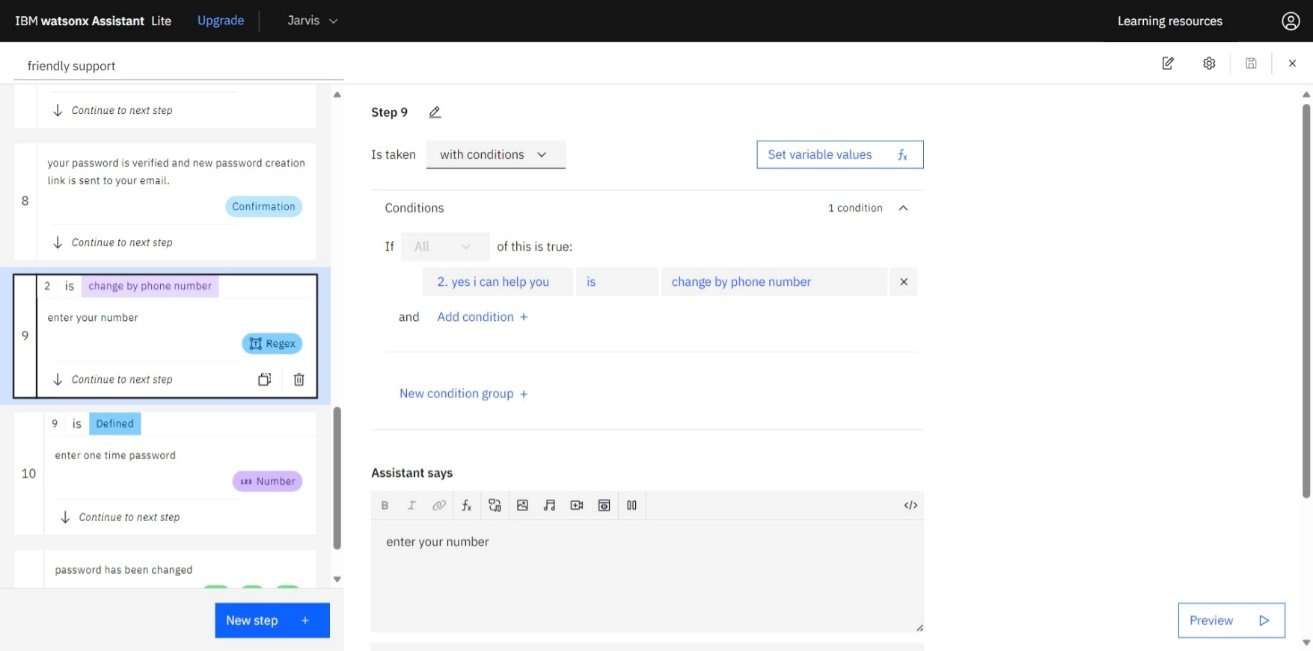 IBM watsonx Assistant Lite Upgrade Jarvis Learning resources
friendly support
Continue to next step
8
your password is verified and new password creation
link is sent to your email.
Confirmation
Continue to next step
9
2 is change by phone number
enter your number
Regex
Continue to next step
10
9 is Defined
enter one time password
123 Number
Continue to next step
password has been changed
New step +
Step 9
Is taken with conditions Set variable values fx
Conditions 1 condition
If All of this is true:
2. yes i can help you is change by phone number ×
and Add condition +
New condition group +
Assistant says
B I fx </>
enter your number
Preview